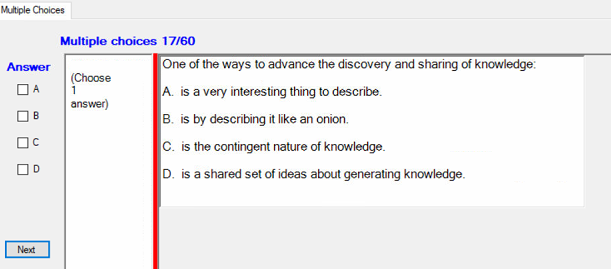 Multiple Choices
Multiple choices 17/60
Answer
A
B
C
D
(Choose
1
answer)
One of the ways to advance the discovery and sharing of knowledge:
A. is a very interesting thing to describe.
B. is by describing it like an onion.
C. is the contingent nature of knowledge.
D. is a shared set of ideas about generating knowledge.
Next